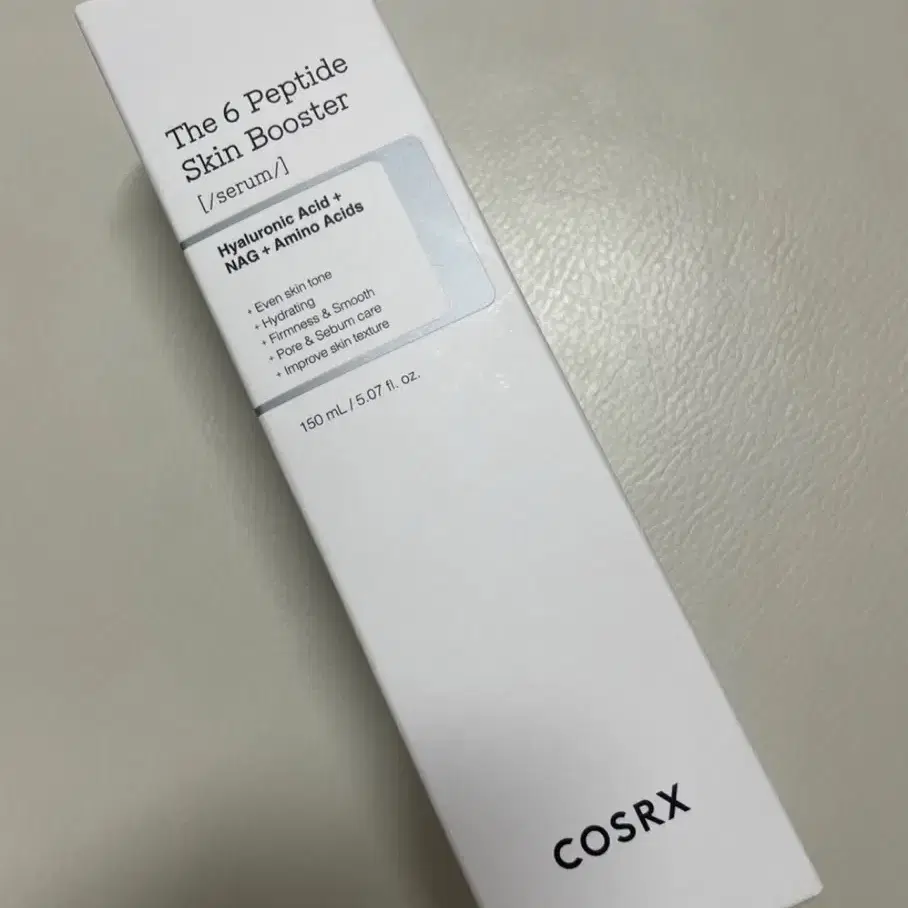 The 6 Peptide
Skin Booster
[/serum/]
Hyaluronic Acid +
NAG + Amino Acids
+ Even skin tone
+ Hydrating
+ Firmness & Smooth
+ Pore & Sebum care
+ Improve skin texture
150 mL / 5.07 fl. oz.
COSRX